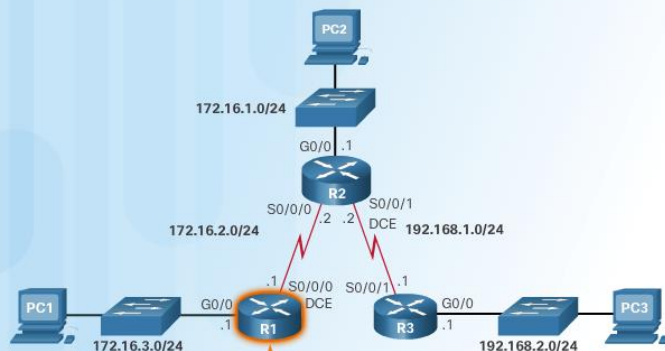 PC2
172.16.1.0/24
G0/0 .1
R2
S0/0/0 .2 .2 S0/0/1
DCE
172.16.2.0/24
192.168.1.0/24
.1 S0/0/0
DCE
S0/0/1 .1
PC1
G0/0
.1
R1
R3
G0/0
.1
PC3
172.16.3.0/24
192.168.2.0/24